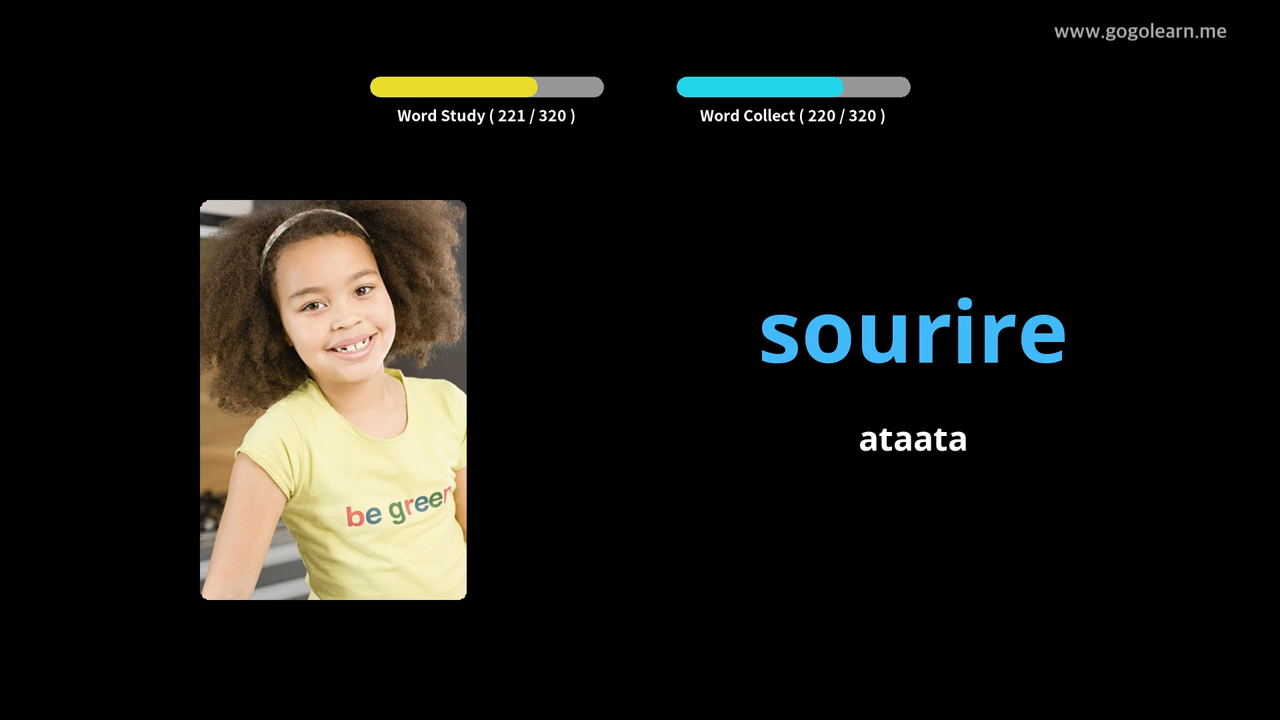 www.gogolearn.me
Word Study ( 221 / 320 )
Word Collect ( 220 / 320 )
sourire
ataata
be green